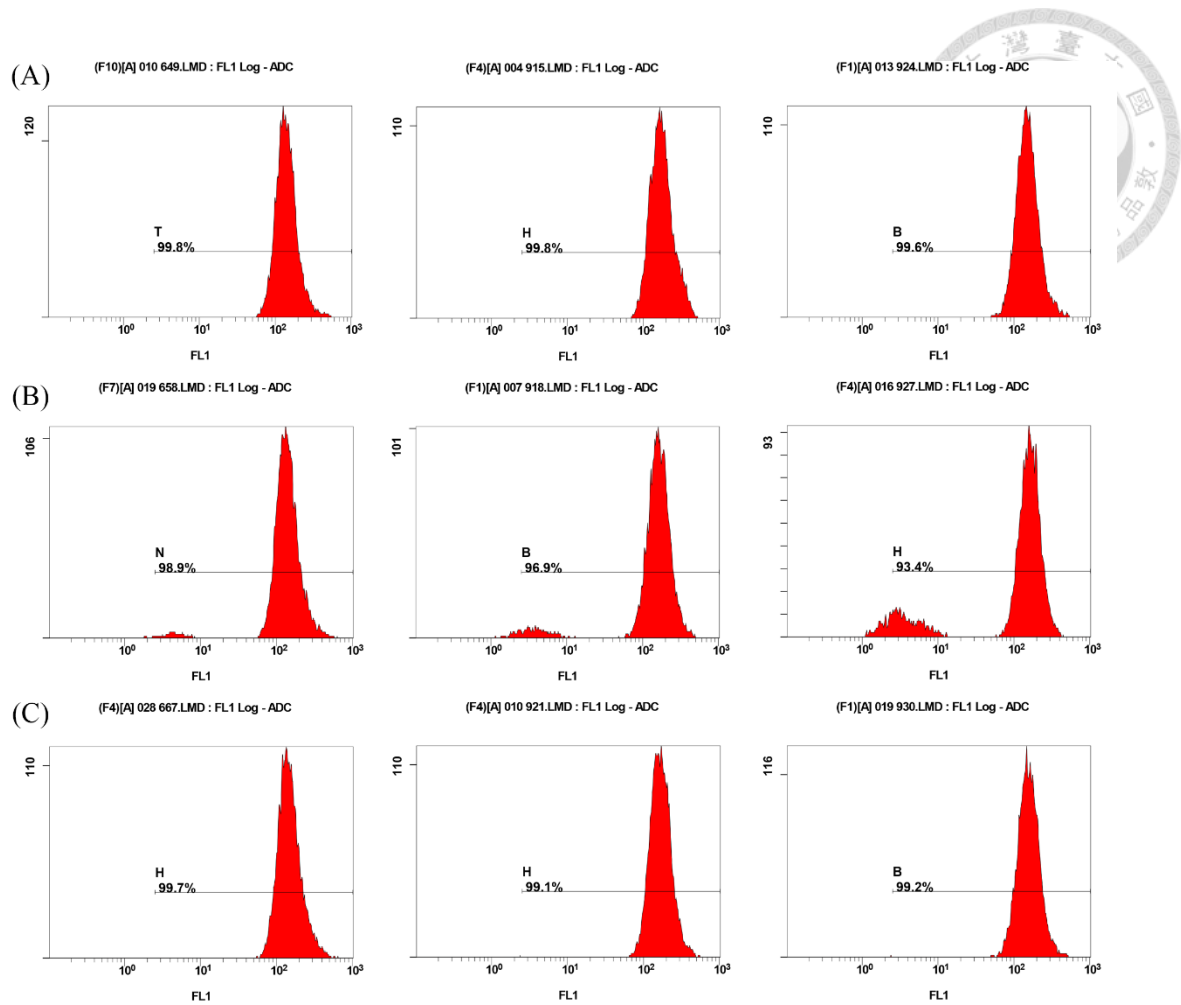 灣 臺 大
國
·
敦
品
(A)
(F10)[A] 010 649.LMD : FL1 Log - ADC
120
T
99.8%
10⁰ 10¹ 10² 10³
FL1
(F4)[A] 004 915.LMD : FL1 Log - ADC
110
H
99.8%
10⁰ 10¹ 10² 10³
FL1
(F1)[A] 013 924.LMD : FL1 Log - ADC
110
B
99.6%
10⁰ 10¹ 10² 10³
FL1
(B)
(F7)[A] 019 658.LMD : FL1 Log - ADC
106
N
98.9%
10⁰ 10¹ 10² 10³
FL1
(F1)[A] 007 918.LMD : FL1 Log - ADC
101
B
96.9%
10⁰ 10¹ 10² 10³
FL1
(F4)[A] 016 927.LMD : FL1 Log - ADC
93
H
93.4%
10⁰ 10¹ 10² 10³
FL1
(C)
(F4)[A] 028 667.LMD : FL1 Log - ADC
110
H
99.7%
10⁰ 10¹ 10² 10³
FL1
(F4)[A] 010 921.LMD : FL1 Log - ADC
110
H
99.1%
10⁰ 10¹ 10² 10³
FL1
(F1)[A] 019 930.LMD : FL1 Log - ADC
116
B
99.2%
10⁰ 10¹ 10² 10³
FL1